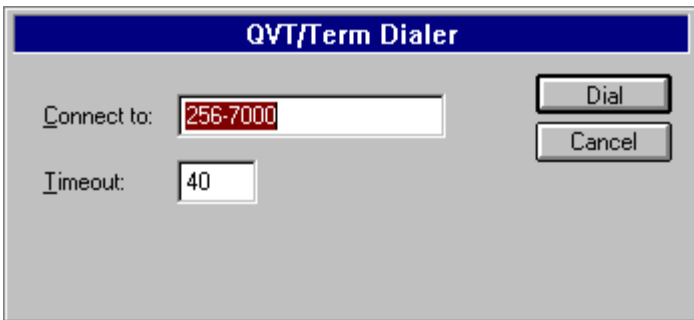 QVT/Term Dialer
Connect to: 256-7000
Dial
Cancel
Timeout: 40